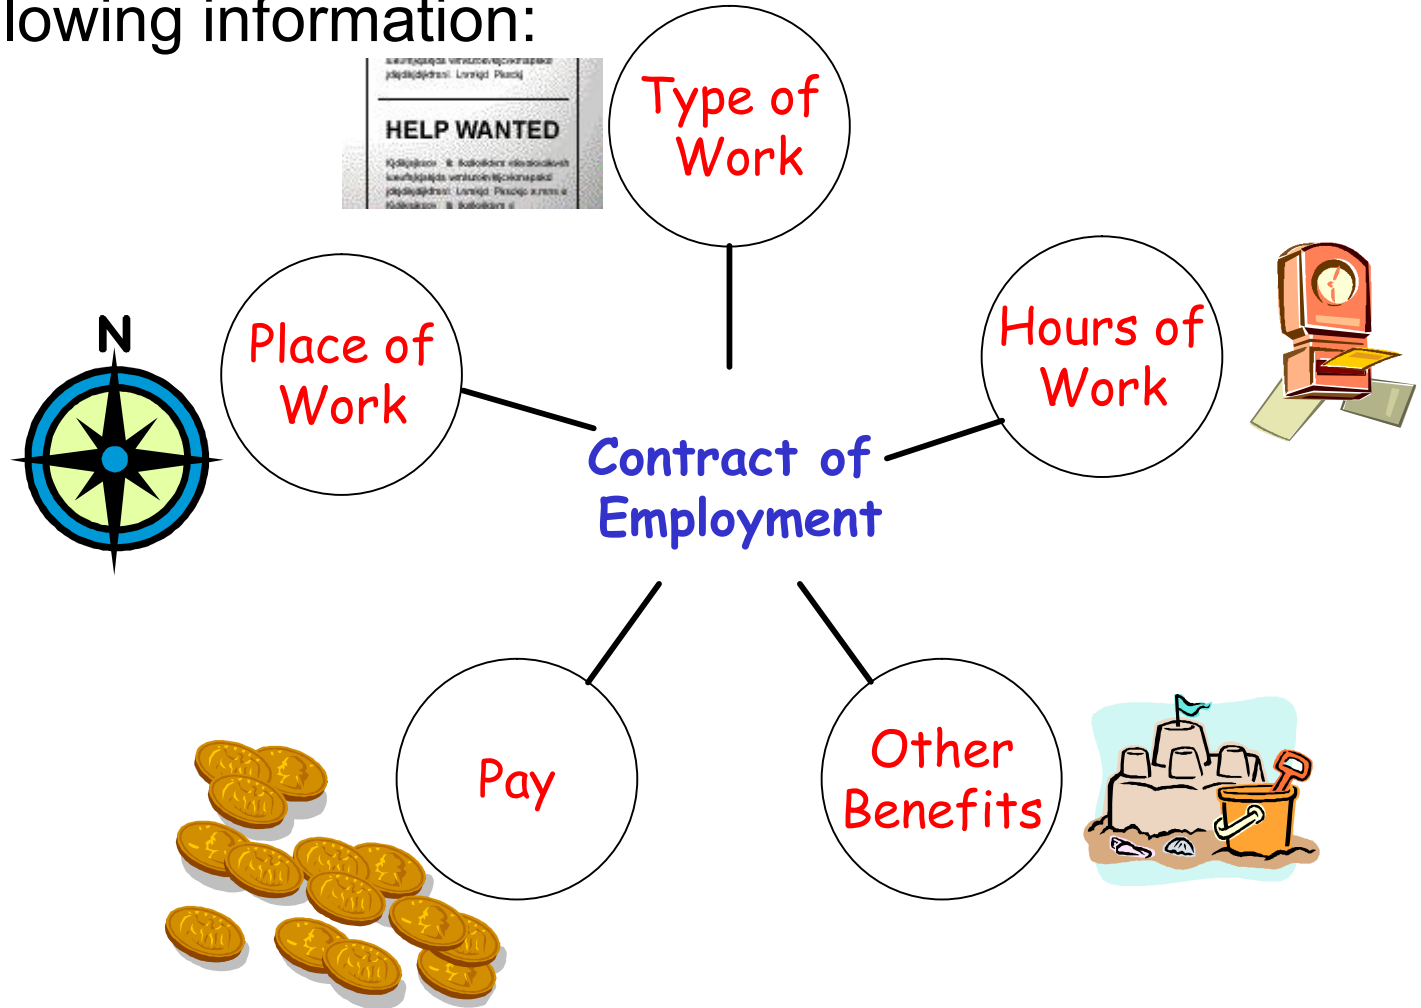 lowing information:
HELP WANTED
Type of
Work
Place of
Work
Hours of
Work
N
Contract of
Employment
Pay
Other
Benefits